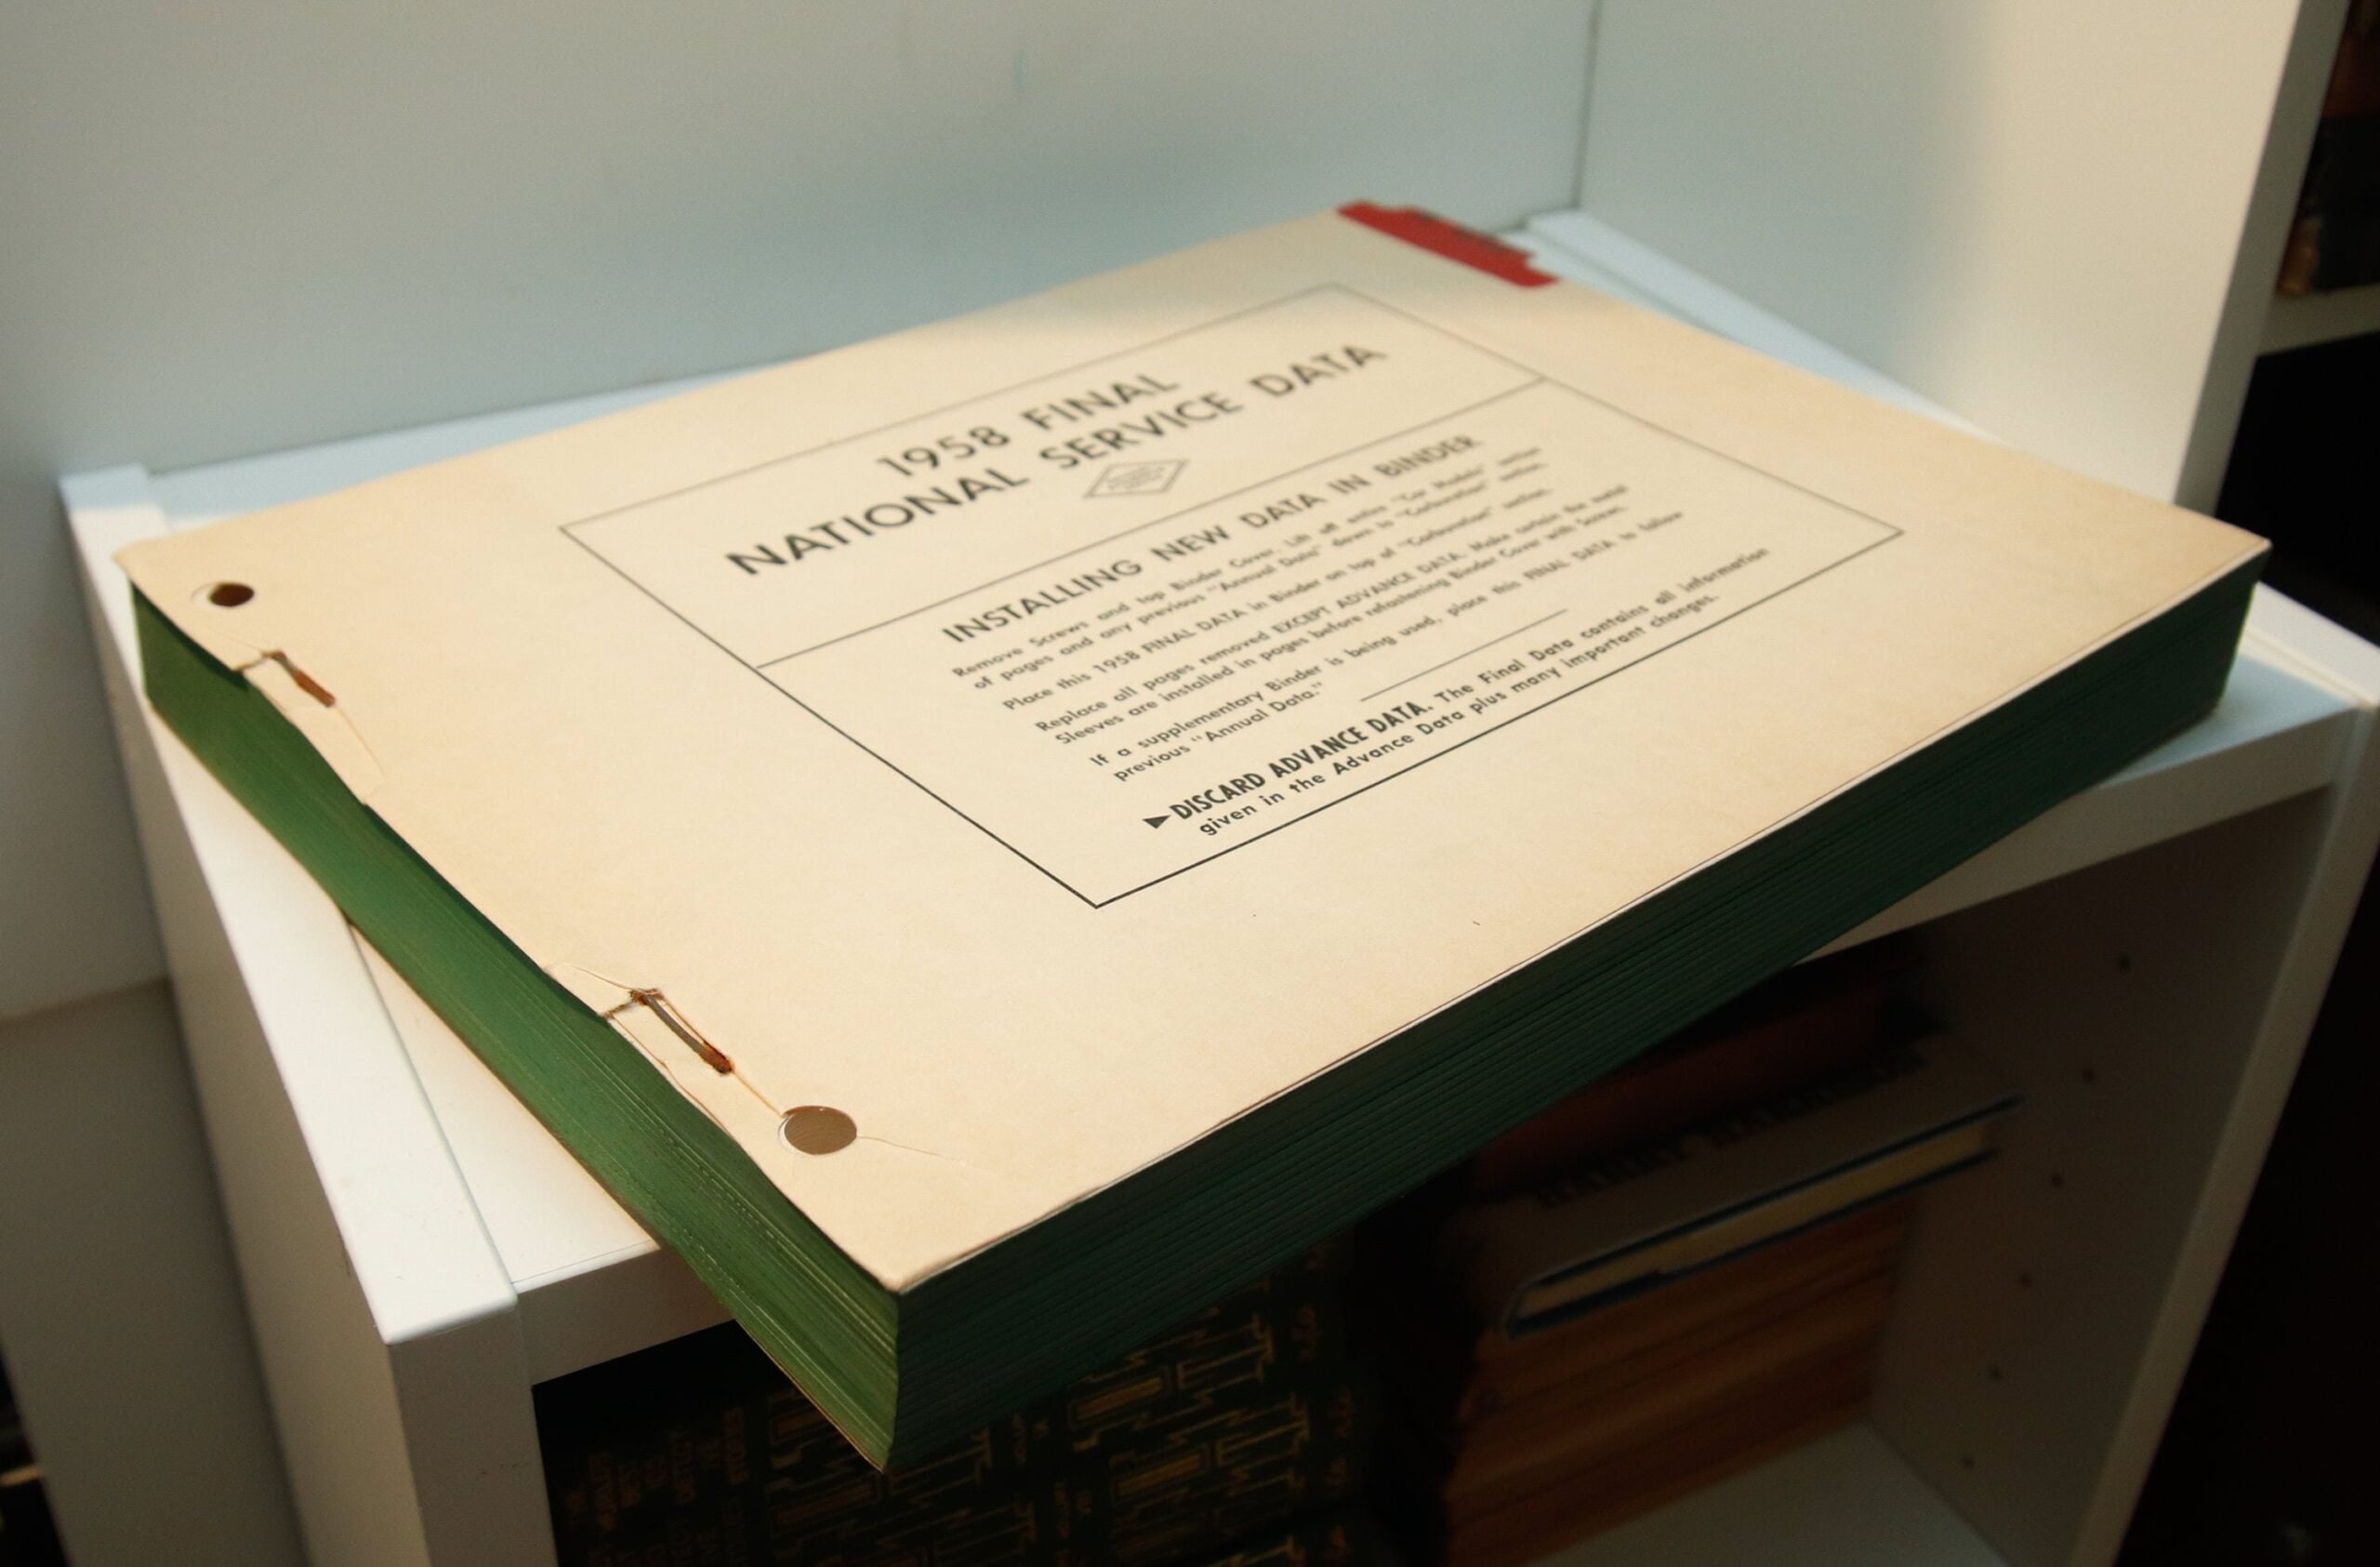 1958 FINAL
NATIONAL SERVICE DATA
INSTALLING NEW DATA IN BINDER
Remove Screws and top Binder Cover. Lift off entire "Car Models" section
of pages and any previous "Annual Data" down to "Carburetion" section.
Place this 1958 FINAL DATA in Binder on top of "Carburetion" section.
Replace all pages removed EXCEPT ADVANCE DATA. Make certain the metal
Sleeves are installed in pages before refastening Binder Cover with Screws.
If a supplementary Binder is being used, place this FINAL DATA to follow
previous "Annual Data."
►DISCARD ADVANCE DATA. The Final Data contains all information
given in the Advance Data plus many important changes.